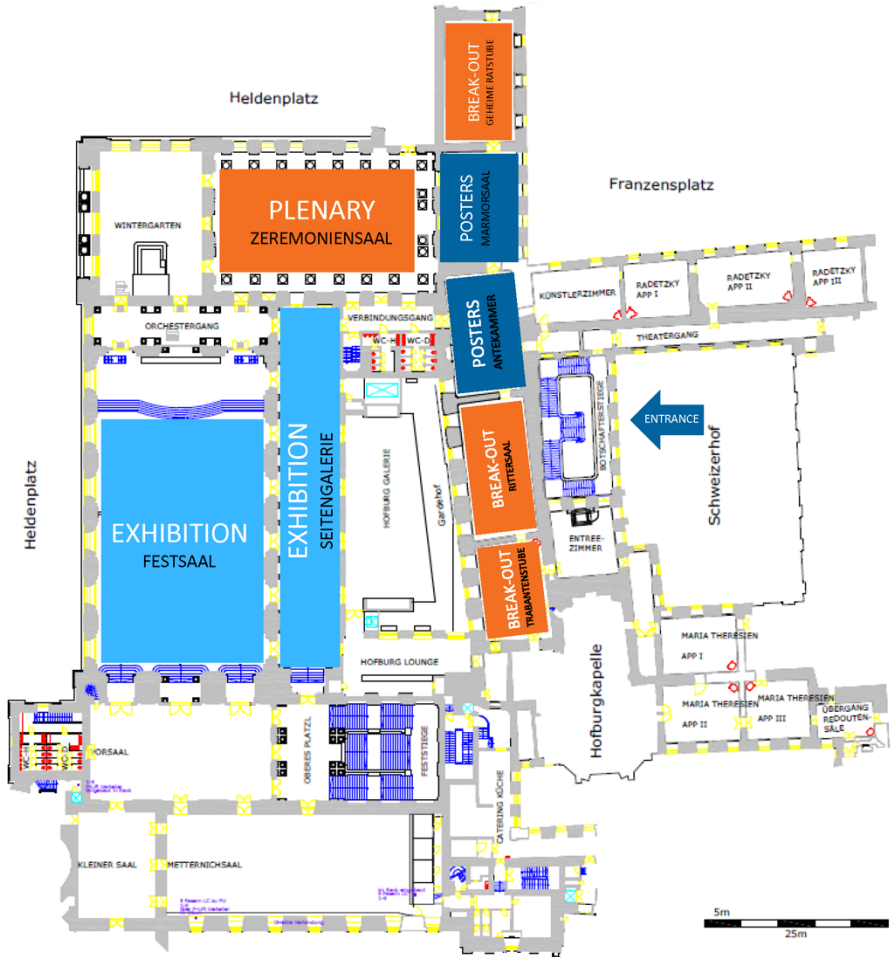 BREAK-OUT
GEHEIME RATSTUBE
Heldenplatz
PLENARY
ZEREMONIENSAAL
POSTERS
MARMORSAAL
Franzensplatz
WINTERGARTEN
KÜNSTLERZIMMER
RADETZKY
APP I
RADETZKY
APP II
RADETZKY
APP III
ORCHESTERGANG
VERBINDUNGSGANG
THEATERGANG
WC-H
WC-D
POSTERS
ANTEKAMMER
BOTSCHAFTERSTIEGE
ENTRANCE
Schweizerhof
Heldenplatz
EXHIBITION
FESTSAAL
EXHIBITION
SEITENGALERIE
HOFBURG GALERIE
Gardehof
BREAK-OUT
RITTERSAAL
ENTREE-
ZIMMER
BREAK-OUT
TRABANTENSTUBE
HOFBURG LOUNGE
Hofburgkapelle
MARIA THERESIEN
APP I
MARIA THERESIEN
APP II
MARIA THERESIEN
APP III
ÜBERGANG
REDOUTEN-
SÄLE
WC-H
WC-D
VORSAAL
OBERES PLATZL
FESTSTIEGE
CATERING KÜCHE
KLEINER SAAL
METTERNICHSAAL
5m
25m